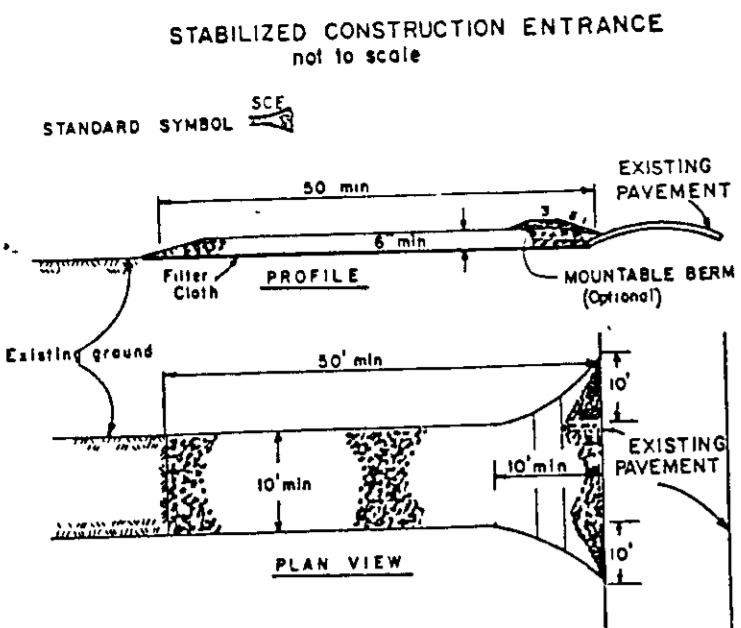 STABILIZED CONSTRUCTION ENTRANCE
not to scale
SCE
STANDARD SYMBOL
50 min
EXISTING
PAVEMENT
3
6" min
Filter
Cloth
PROFILE
MOUNTABLE BERM
(Optional)
Existing ground
50' min
10'
10' min
10' min
EXISTING
PAVEMENT
10'
PLAN VIEW